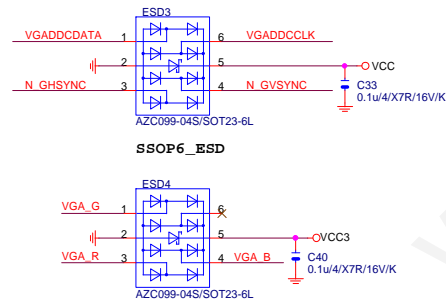 ESD3
VGADDCDATA 1 6 VGADDCCLK
2 5 VCC
N_GHSYNC 3 4 N_GVSYNC
C33
0.1u/4/X7R/16V/K
AZC099-04S/SOT23-6L
SSOP6_ESD
ESD4
VGA_G 1 6
2 5 VCC3
VGA_R 3 4 VGA_B
C40
0.1u/4/X7R/16V/K
AZC099-04S/SOT23-6L